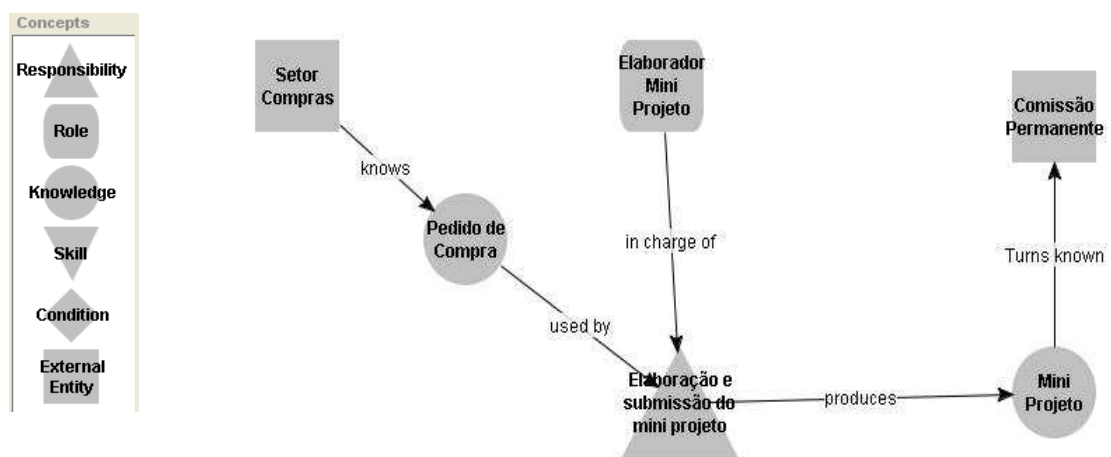 Concepts
Responsibility
Role
Knowledge
Skill
Condition
External
Entity
Setor
Compras
Elaborador
Mini
Projeto
Comissão
Permanente
knows
Pedido de
Compra
in charge of
Turns known
used by
Elaboração e
submissão do
mini projeto
produces
Mini
Projeto